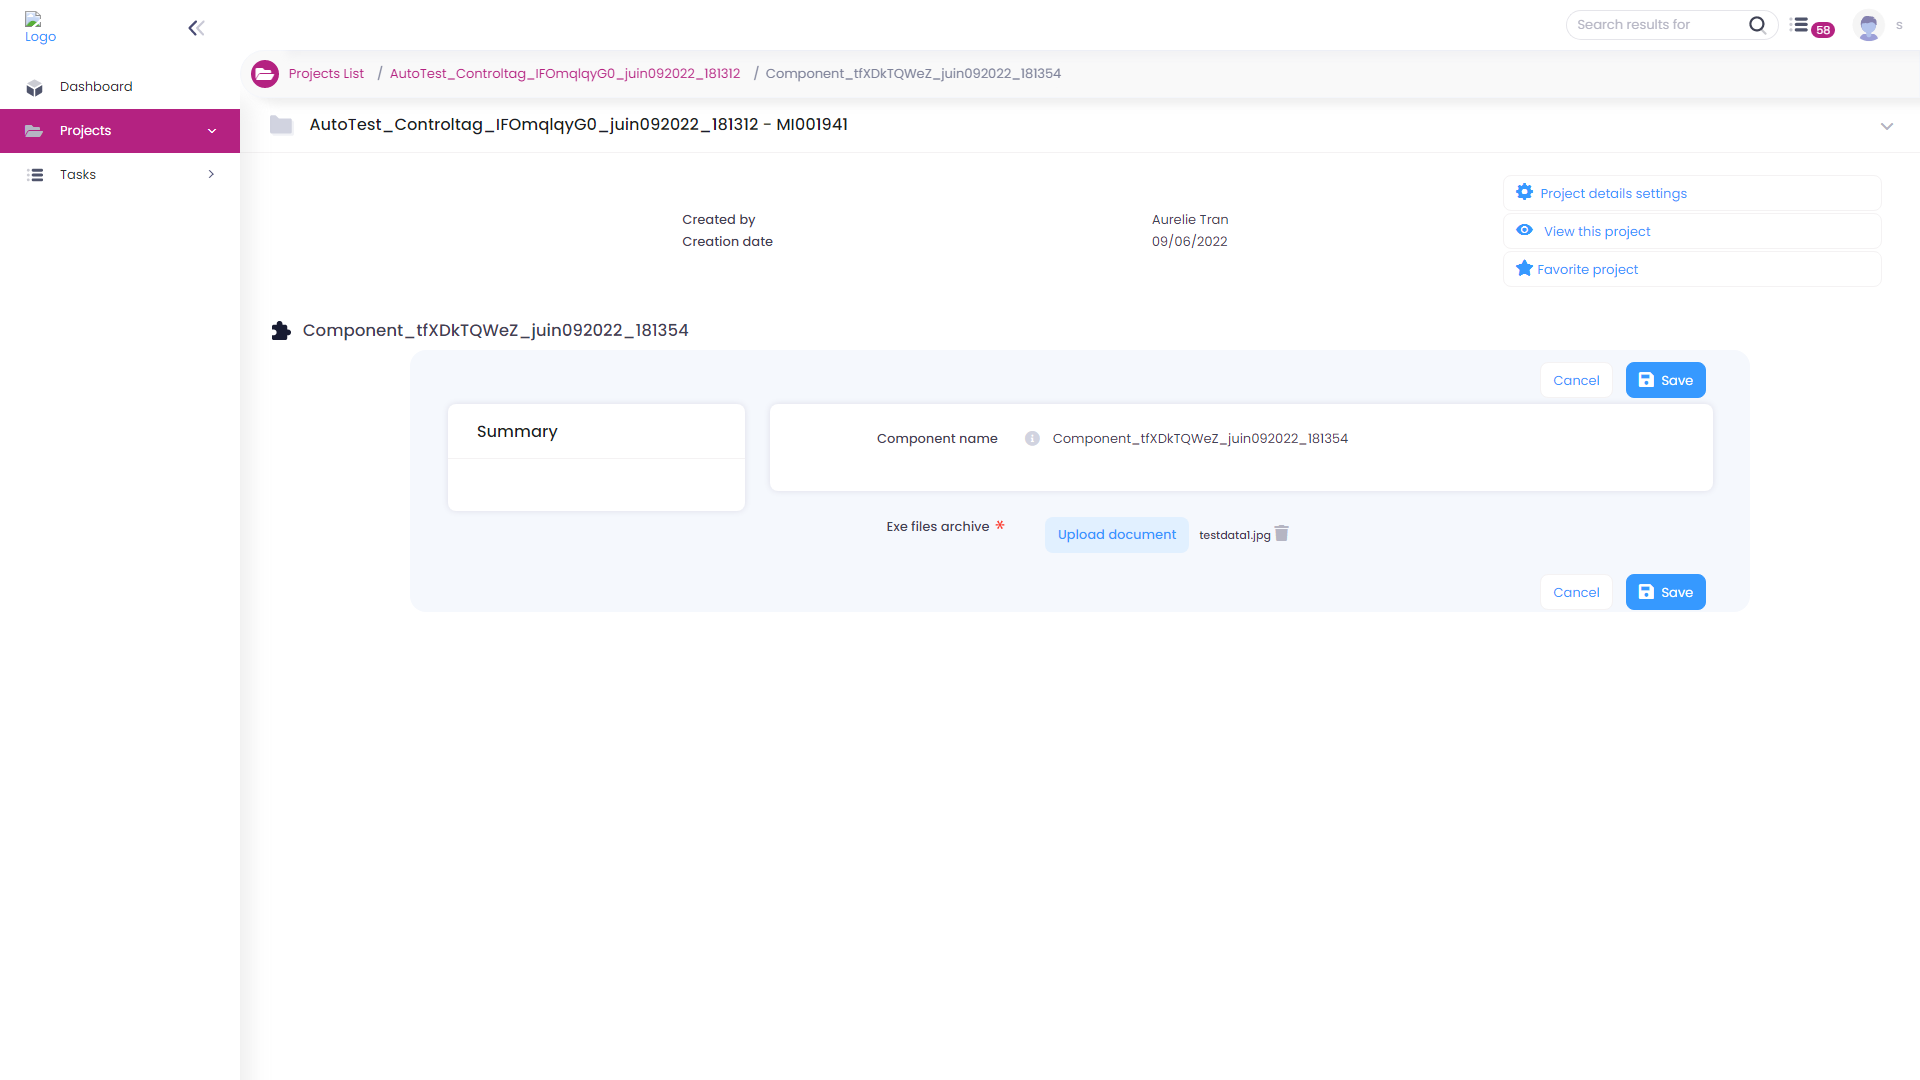 Logo
Search results for
58
s
Dashboard
Projects
Tasks
Projects List / AutoTest_Controltag_IFOmqlqyG0_juin092022_181312 / Component_tfXDkTQWeZ_juin092022_181354
AutoTest_Controltag_IFOmqlqyG0_juin092022_181312 - MI001941
Created by Aurelie Tran
Creation date 09/06/2022
Project details settings
View this project
Favorite project
Component_tfXDkTQWeZ_juin092022_181354
Cancel Save
Summary
Component name Component_tfXDkTQWeZ_juin092022_181354
Exe files archive * Upload document testdata1.jpg
Cancel Save